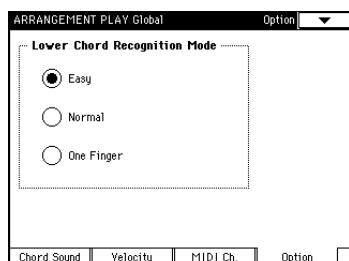 ARRANGEMENT PLAY Global Option
Lower Chord Recognition Mode
Easy
Normal
One Finger
Chord Sound Velocity MIDI Ch. Option